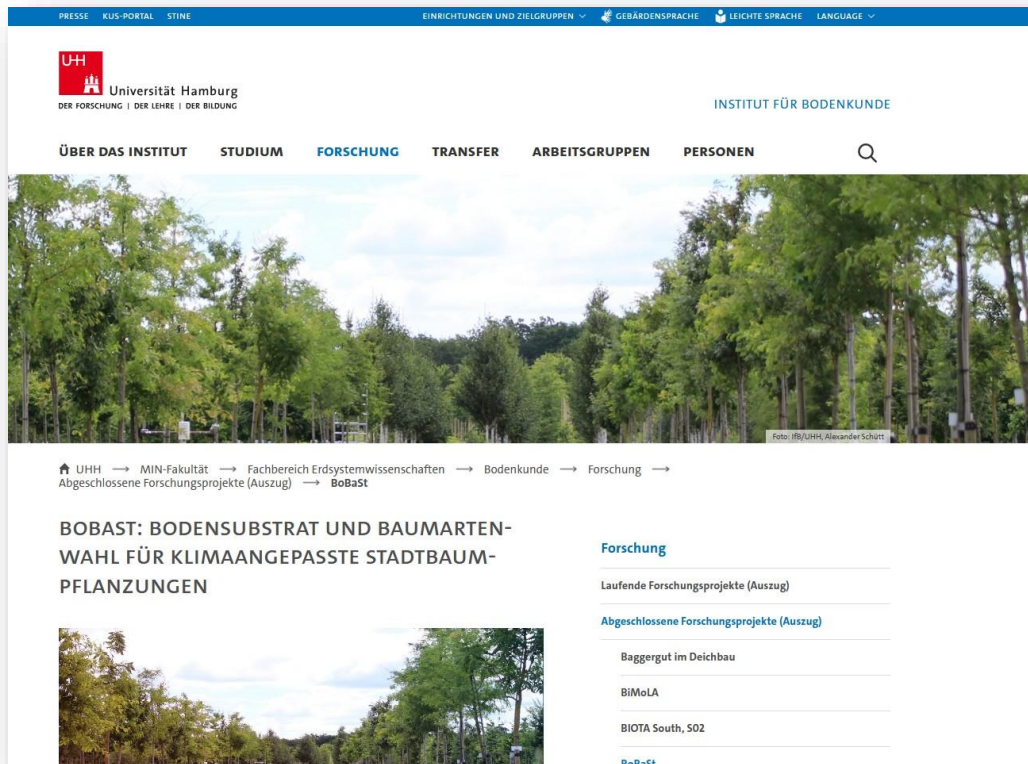 PRESSE KUS-PORTAL STINE EINRICHTUNGEN UND ZIELGRUPPEN GEBÄRDENSPRACHE LEICHTE SPRACHE LANGUAGE
UHH
Universität Hamburg
DER FORSCHUNG | DER LEHRE | DER BILDUNG
INSTITUT FÜR BODENKUNDE
ÜBER DAS INSTITUT STUDIUM FORSCHUNG TRANSFER ARBEITSGRUPPEN PERSONEN
Foto: IfB/UHH, Alexander Schütt
UHH → MIN-Fakultät → Fachbereich Erdsystemwissenschaften → Bodenkunde → Forschung →
Abgeschlossene Forschungsprojekte (Auszug) → BoBaSt
BOBAST: BODENSUBSTRAT UND BAUMARTEN-
WAHL FÜR KLIMAANGEPASSTE STADTBAUM-
PFLANZUNGEN
Forschung
Laufende Forschungsprojekte (Auszug)
Abgeschlossene Forschungsprojekte (Auszug)
Baggergut im Deichbau
BiMoLA
BIOTA South, S02
BoBaSt